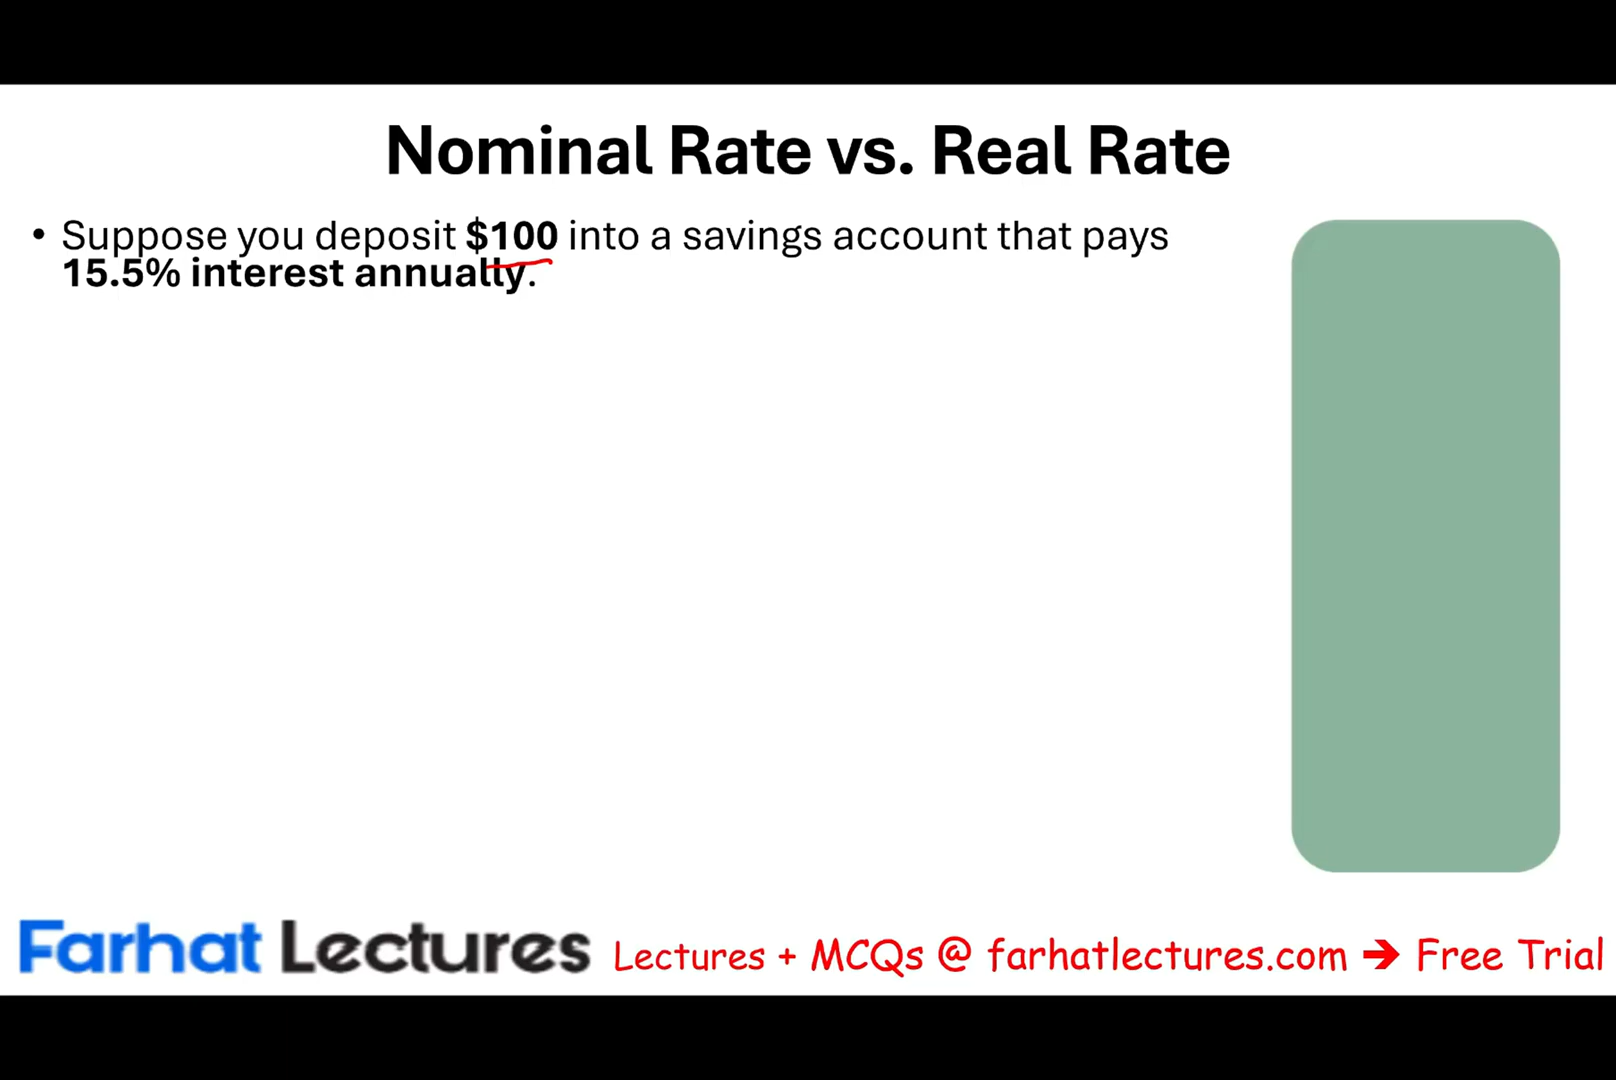 Nominal Rate vs. Real Rate
• Suppose you deposit $100 into a savings account that pays
15.5% interest annually.
Farhat Lectures Lectures + MCQs @ farhatlectures.com ➔ Free Trial